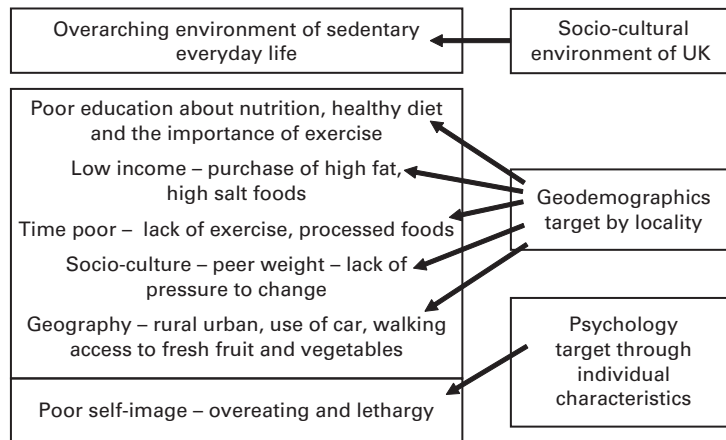 Overarching environment of sedentary
everyday life
Socio-cultural
environment of UK
Poor education about nutrition, healthy diet
and the importance of exercise
Low income – purchase of high fat,
high salt foods
Time poor – lack of exercise, processed foods
Socio-culture – peer weight – lack of
pressure to change
Geography – rural urban, use of car, walking
access to fresh fruit and vegetables
Geodemographics
target by locality
Poor self-image – overeating and lethargy
Psychology
target through
individual
characteristics